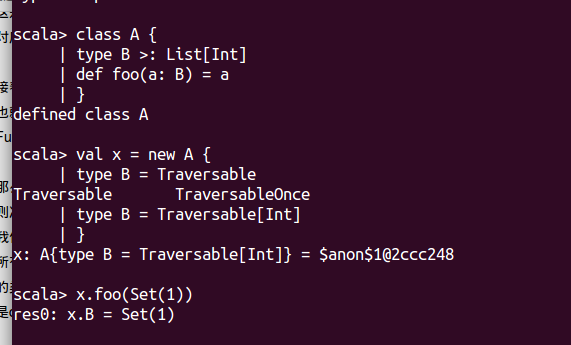 scala> class A {
     | type B >: List[Int]
     | def foo(a: B) = a
     | }
defined class A
scala> val x = new A {
     | type B = Traversable
Traversable       TraversableOnce
     | type B = Traversable[Int]
     | }
x: A{type B = Traversable[Int]} = $anon$1@2ccc248
scala> x.foo(Set(1))
res0: x.B = Set(1)